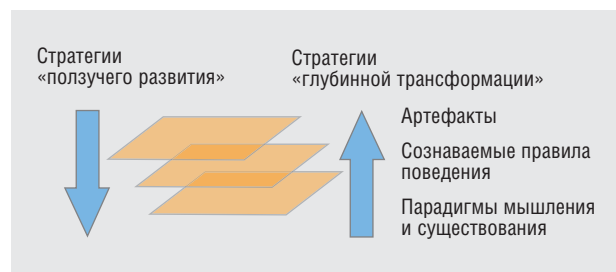 Стратегии
«ползучего развития»
Стратегии
«глубинной трансформации»
Артефакты
Сознаваемые правила
поведения
Парадигмы мышления
и существования